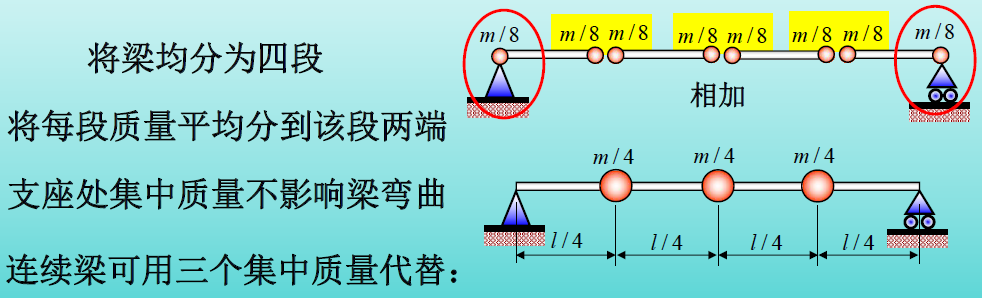 将梁均分为四段
将每段质量平均分到该段两端
支座处集中质量不影响梁弯曲
连续梁可用三个集中质量代替：
m/8 m/8 m/8 m/8 m/8 m/8 m/8 m/8
相加
m/4 m/4 m/4
l/4 l/4 l/4 l/4